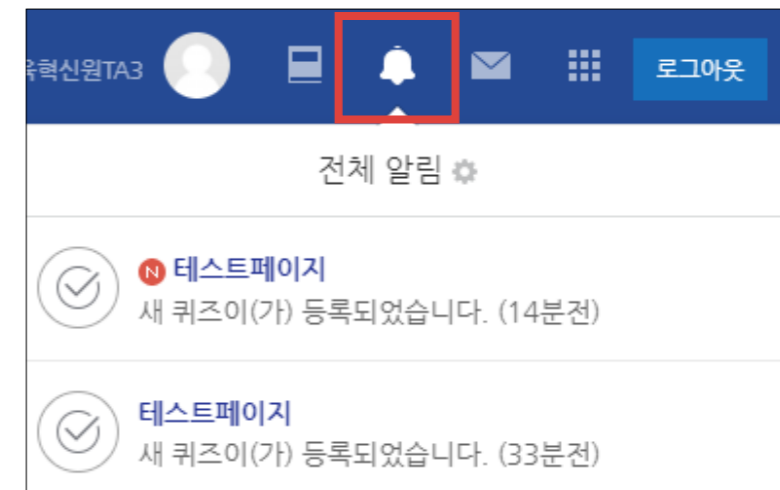 육혁신원TA3 로그아웃
전체 알림
N 테스트페이지
새 퀴즈이(가) 등록되었습니다. (14분전)
테스트페이지
새 퀴즈이(가) 등록되었습니다. (33분전)